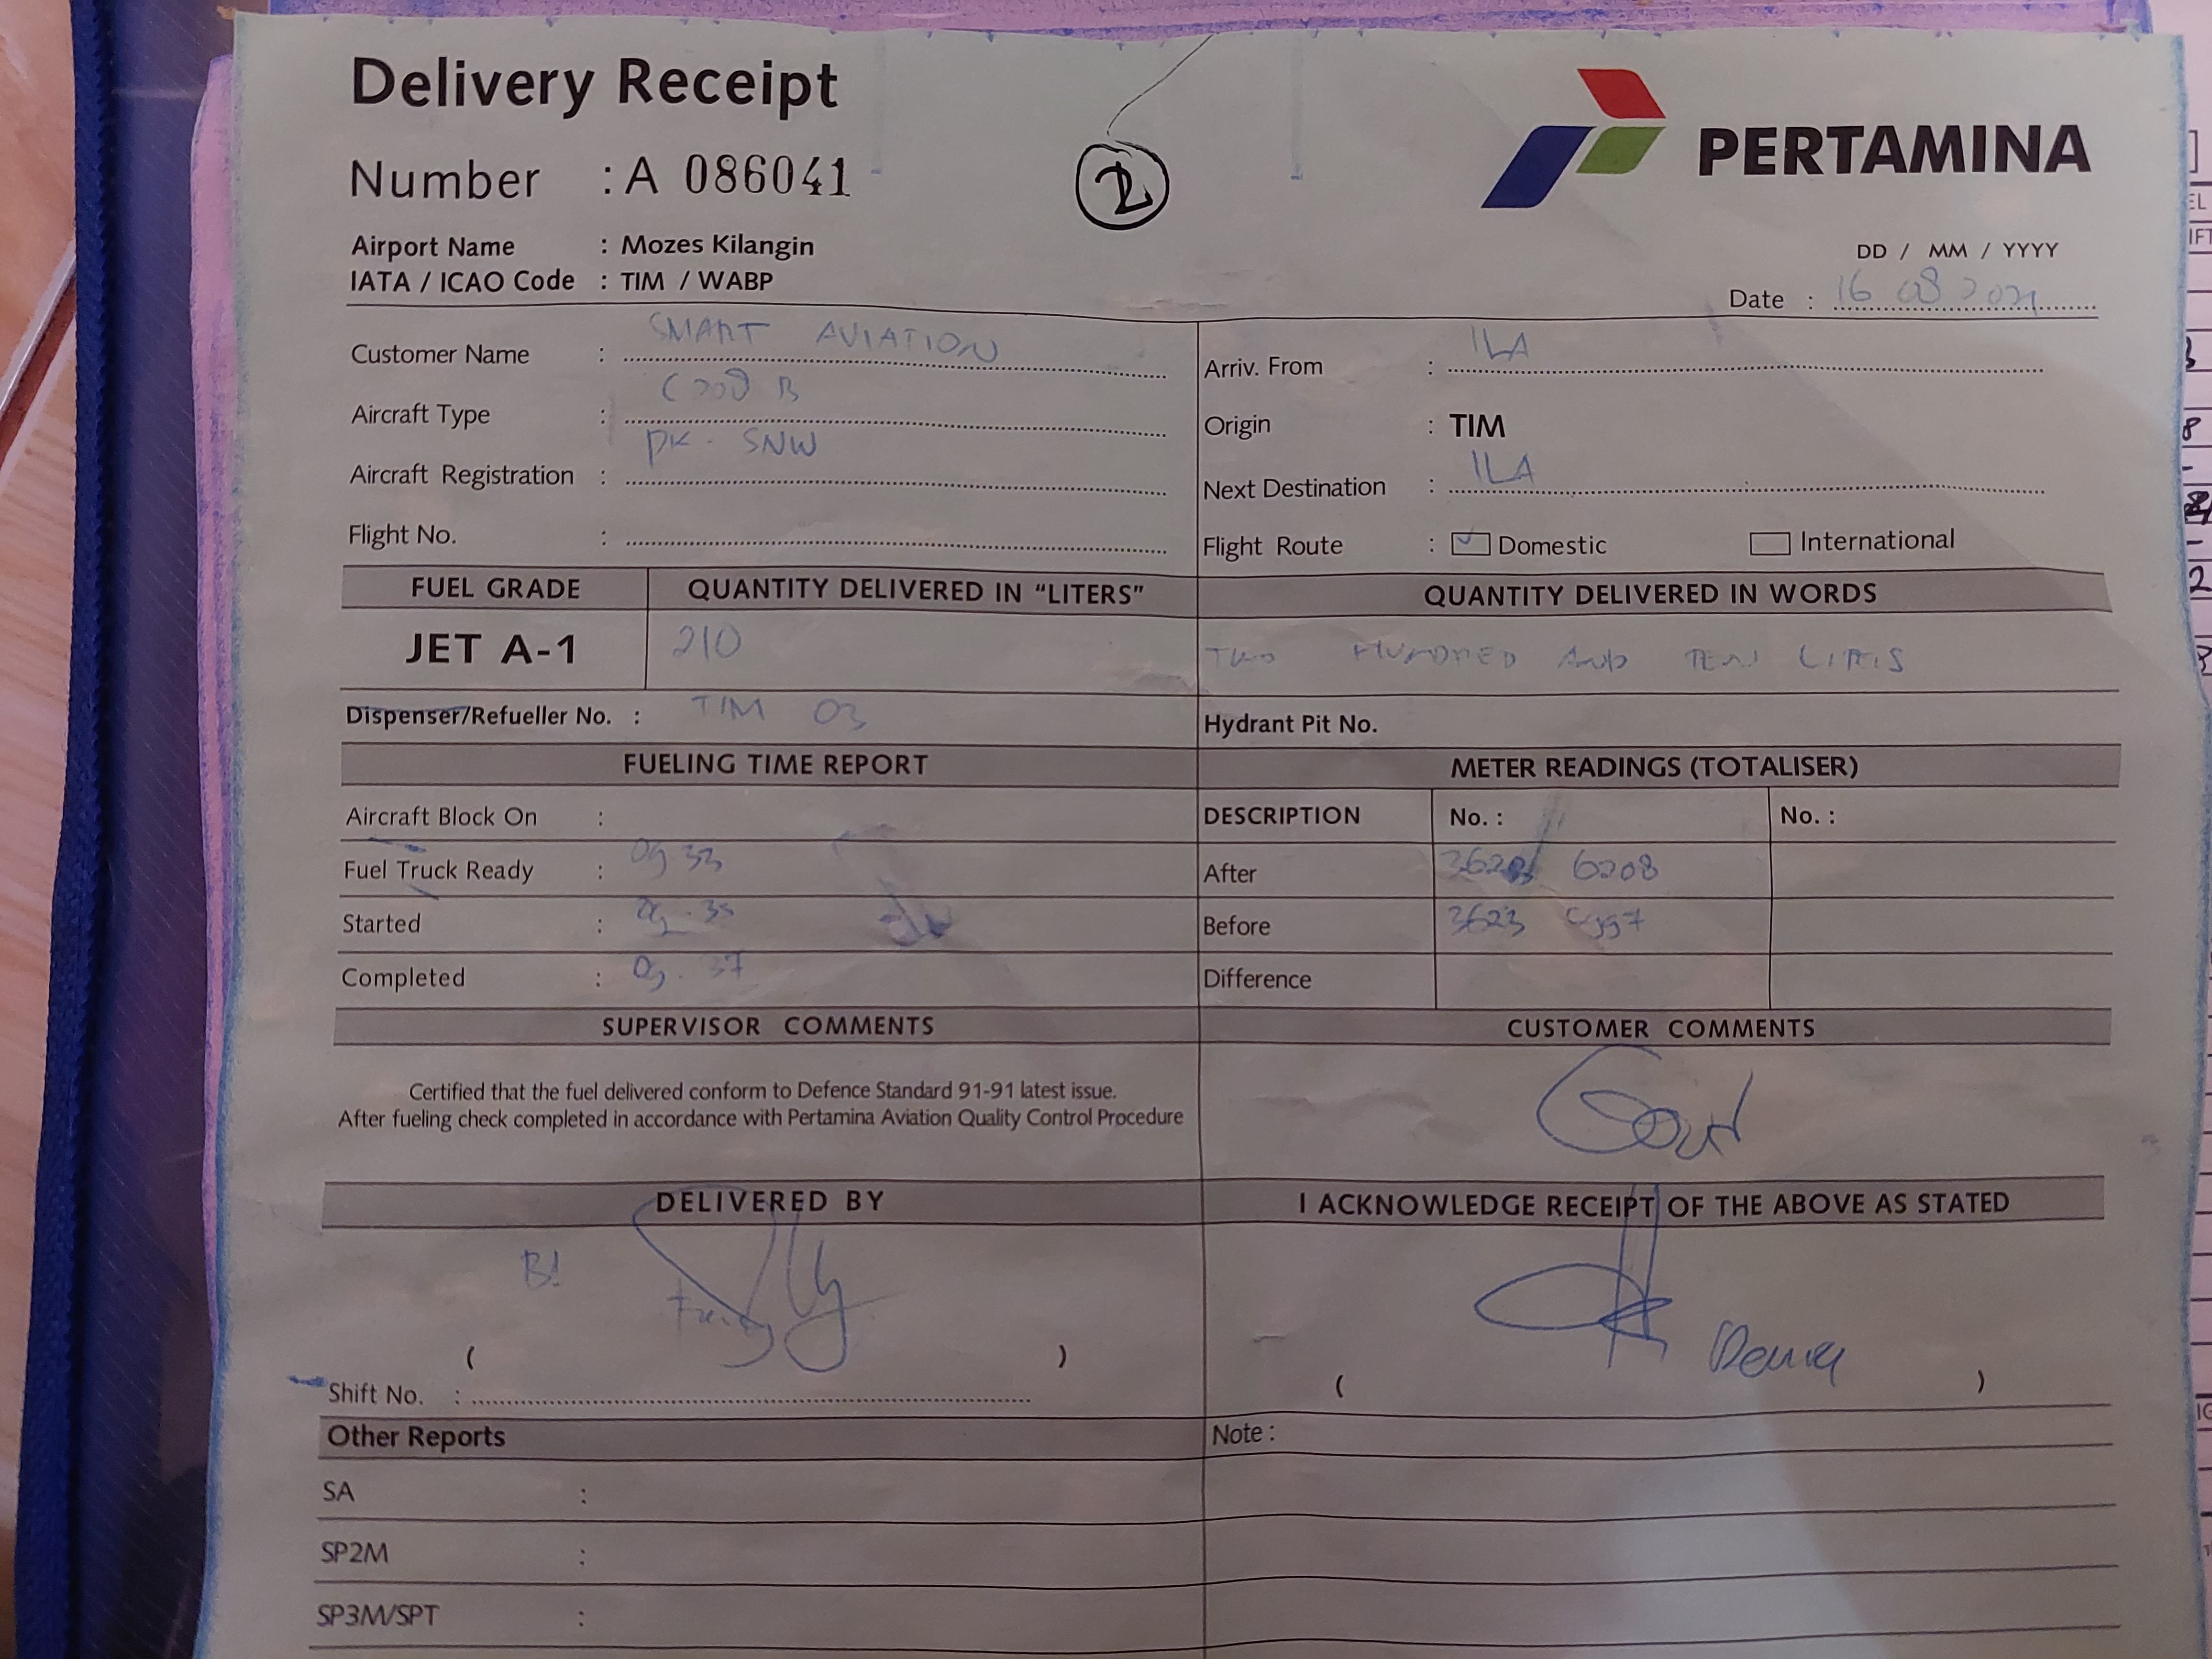 Delivery Receipt
Number : A 086041
2
PERTAMINA
Airport Name : Mozes Kilangin
IATA / ICAO Code : TIM / WABP
DD / MM / YYYY
Date : 16 08 2021
Customer Name : SMART AVIATION
Arriv. From : ILA
Aircraft Type : C208 B
Origin : TIM
Aircraft Registration : PK - SNW
Next Destination : ILA
Flight No. :
Flight Route : Domestic International
FUEL GRADE QUANTITY DELIVERED IN “LITERS” QUANTITY DELIVERED IN WORDS
JET A-1 210 TWO HUNDRED AND TEN
Dispenser/Refueller No. : TIM 03 Hydrant Pit No.
FUELING TIME REPORT METER READINGS (TOTALISER)
Aircraft Block On : DESCRIPTION No. : No. :
Fuel Truck Ready : 09 33 After 6208
Started : 09 . 35 Before 3623
Completed : 09 . 37 Difference
SUPERVISOR COMMENTS CUSTOMER COMMENTS
Certified that the fuel delivered conform to Defence Standard 91-91 latest issue.
After fueling check completed in accordance with Pertamina Aviation Quality Control Procedure
DELIVERED BY I ACKNOWLEDGE RECEIPT OF THE ABOVE AS STATED
( ) ( )
Shift No. :
Other Reports Note :
SA :
SP2M :
SP3M/SPT :